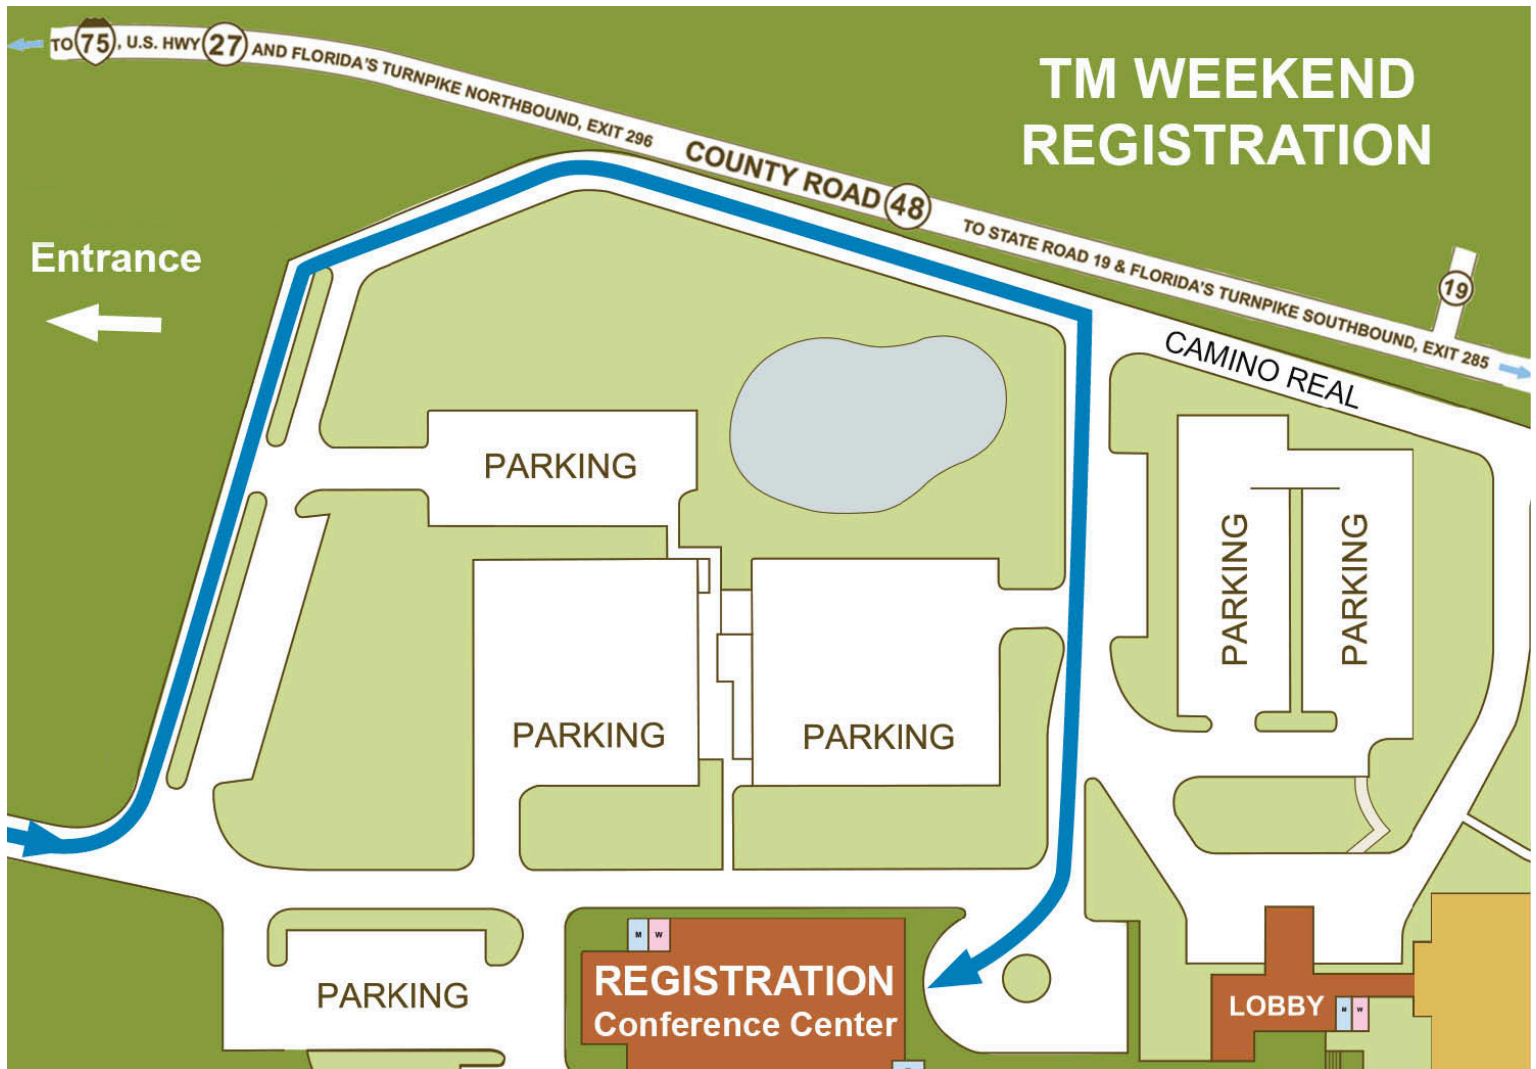 TO 75, U.S. HWY 27 AND FLORIDA'S TURNPIKE NORTHBOUND, EXIT 296
COUNTY ROAD 48
TO STATE ROAD 19 & FLORIDA'S TURNPIKE SOUTHBOUND, EXIT 285
19
TM WEEKEND
REGISTRATION
Entrance
CAMINO REAL
PARKING
PARKING
PARKING
PARKING
PARKING
PARKING
M W
REGISTRATION
Conference Center
LOBBY
M W